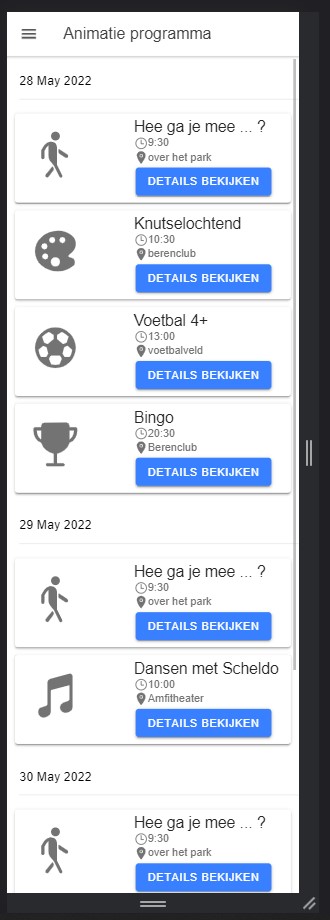 Animatie programma
28 May 2022
Hee ga je mee ... ?
9:30
over het park
DETAILS BEKIJKEN
Knutselochtend
10:30
berenclub
DETAILS BEKIJKEN
Voetbal 4+
13:00
voetbalveld
DETAILS BEKIJKEN
Bingo
20:30
Berenclub
DETAILS BEKIJKEN
29 May 2022
Hee ga je mee ... ?
9:30
over het park
DETAILS BEKIJKEN
Dansen met Scheldo
10:00
Amfitheater
DETAILS BEKIJKEN
30 May 2022
Hee ga je mee ... ?
9:30
over het park
DETAILS BEKIJKEN